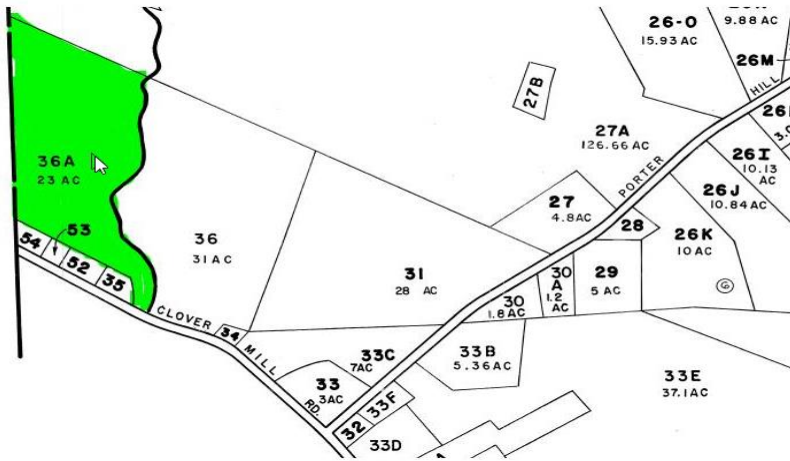 26-O
15.93 AC
9.88 AC
26M
HILL
27B
27A
126.66 AC
3.0
26I
10.13
AC
36A
23 AC
PORTER
27
4.8AC
26J
10.84AC
28
26K
10 AC
53
54
52
35
36
31 AC
31
28 AC
30
A
1.2
AC
29
5 AC
30
1.8AC
6
CLOVER
MILL
RD.
34
33C
7AC
33B
5.36AC
33
3AC
33F
32
33D
33E
37.1AC